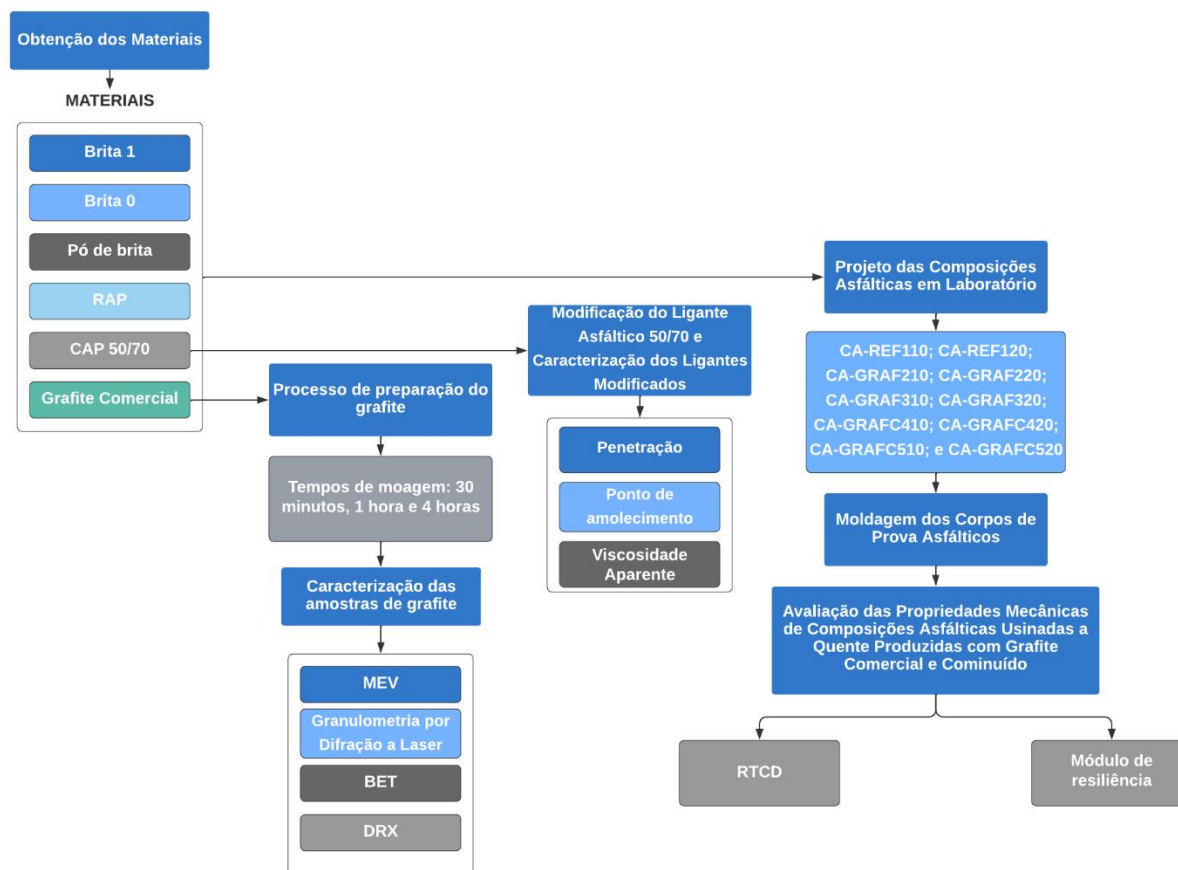 Obtenção dos Materiais
MATERIAIS
Brita 1
Brita 0
Pó de brita
RAP
CAP 50/70
Grafite Comercial
Processo de preparação do
grafite
Tempos de moagem: 30
minutos, 1 hora e 4 horas
Caracterização das
amostras de grafite
MEV
Granulometria por
Difração a Laser
BET
DRX
Modificação do Ligante
Asfáltico 50/70 e
Caracterização dos Ligantes
Modificados
Penetração
Ponto de
amolecimento
Viscosidade
Aparente
Projeto das Composições
Asfálticas em Laboratório
CA-REF110; CA-REF120;
CA-GRAF210; CA-GRAF220;
CA-GRAF310; CA-GRAF320;
CA-GRAFC410; CA-GRAFC420;
CA-GRAFC510; e CA-GRAFC520
Moldagem dos Corpos de
Prova Asfálticos
Avaliação das Propriedades Mecânicas
de Composições Asfálticas Usinadas a
Quente Produzidas com Grafite
Comercial e Cominuído
RTCD
Módulo de
resiliência